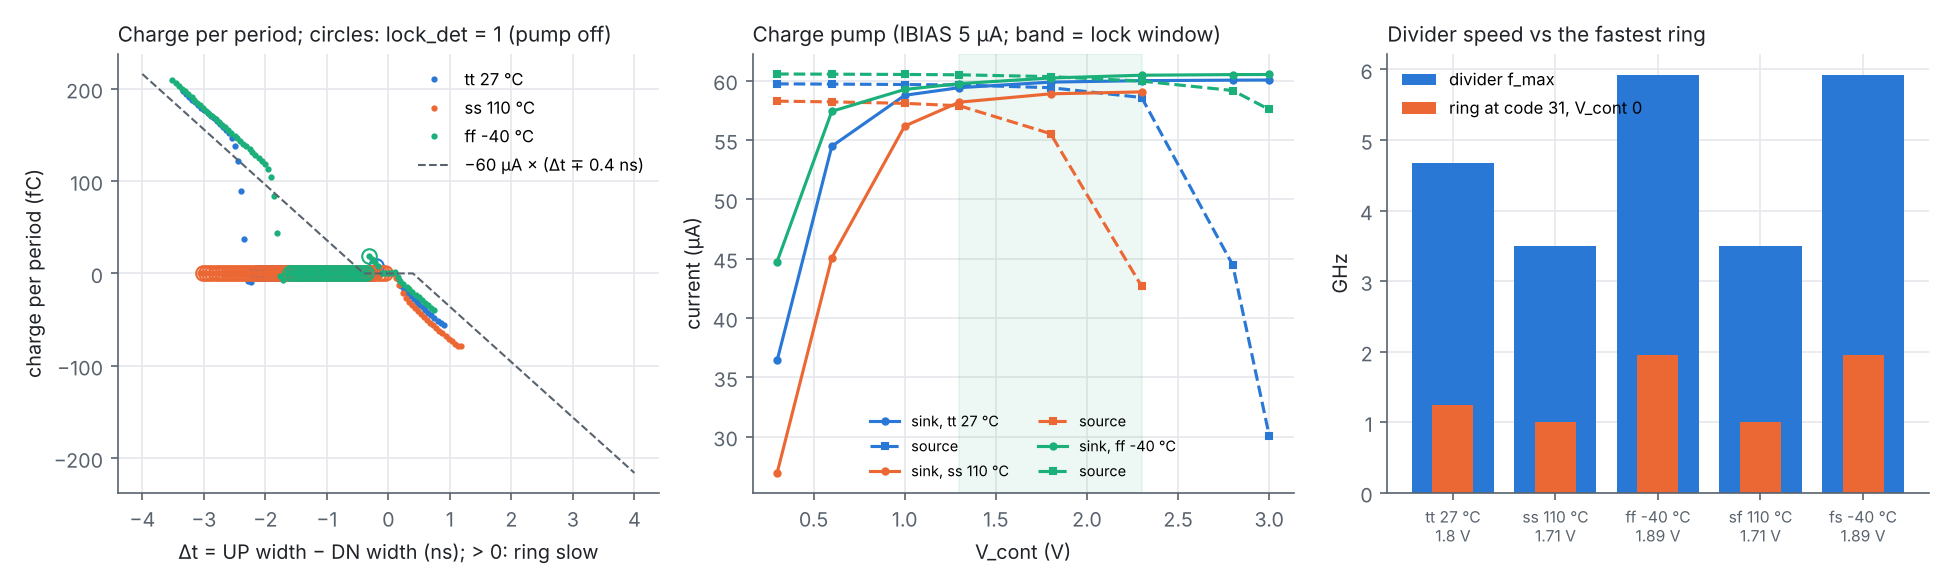 Charge per period; circles: lock_det = 1 (pump off)
charge per period (fC)
200
100
0
−100
−200
tt 27 °C
ss 110 °C
ff -40 °C
−60 µA × (Δt ∓ 0.4 ns)
−4 −3 −2 −1 0 1 2 3 4
Δt = UP width − DN width (ns); > 0: ring slow
Charge pump (IBIAS 5 µA; band = lock window)
current (µA)
60
55
50
45
40
35
30
sink, tt 27 °C
source
sink, ss 110 °C
source
sink, ff -40 °C
source
0.5 1.0 1.5 2.0 2.5 3.0
V_cont (V)
Divider speed vs the fastest ring
GHz
6
5
4
3
2
1
0
divider f_max
ring at code 31, V_cont 0
tt 27 °C
1.8 V
ss 110 °C
1.71 V
ff -40 °C
1.89 V
sf 110 °C
1.71 V
fs -40 °C
1.89 V